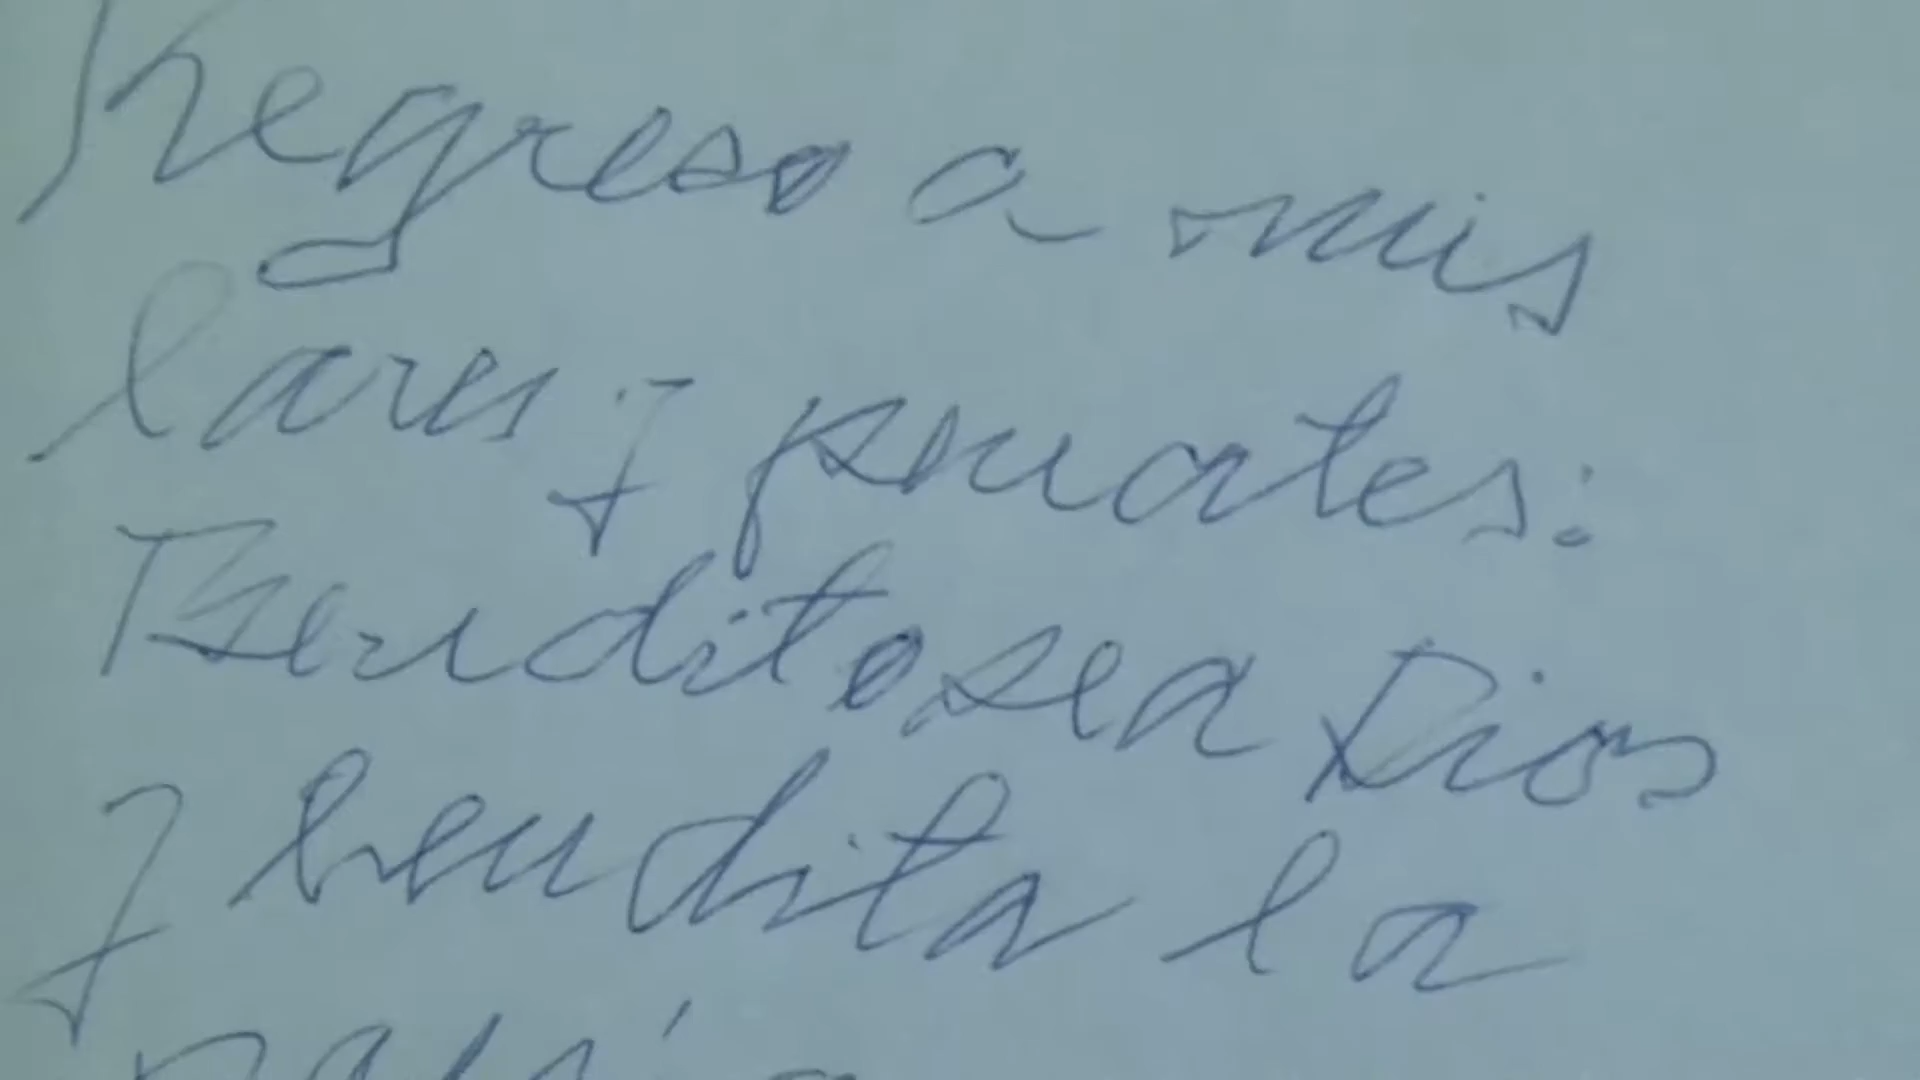 Regreso a mis
lares y penates:
Bendito sea Dios
y bendita la